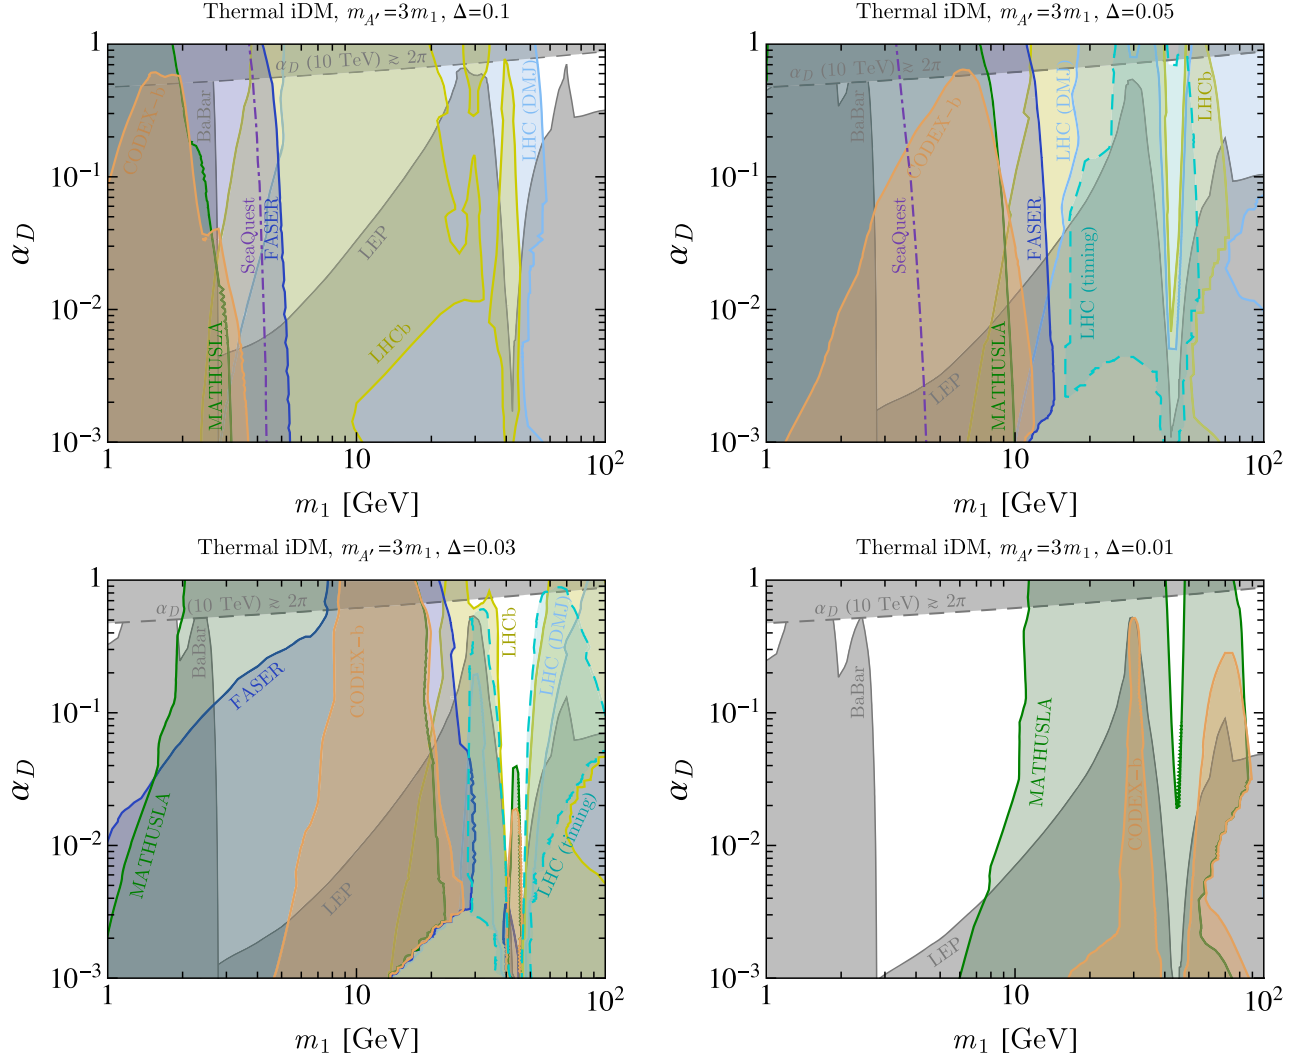 Thermal iDM, m_{A'}=3m_1, Δ=0.1
α_D (10 TeV) ≳ 2π
CODEX-b
BaBar
LHC (DMJ)
SeaQuest
FASER
LEP
MATHUSLA
LHCb
1
10^{-1}
10^{-2}
10^{-3}
α_D
1
10
10^2
m_1 [GeV]
Thermal iDM, m_{A'}=3m_1, Δ=0.05
α_D (10 TeV) ≳ 2π
BaBar
CODEX-b
LHC (DMJ)
LHCb
SeaQuest
FASER
LHC (timing)
MATHUSLA
LEP
1
10^{-1}
10^{-2}
10^{-3}
α_D
1
10
10^2
m_1 [GeV]
Thermal iDM, m_{A'}=3m_1, Δ=0.03
α_D (10 TeV) ≳ 2π
BaBar
FASER
CODEX-b
LHCb
LHC (DMJ)
MATHUSLA
LEP
LHC (timing)
1
10^{-1}
10^{-2}
10^{-3}
α_D
1
10
10^2
m_1 [GeV]
Thermal iDM, m_{A'}=3m_1, Δ=0.01
α_D (10 TeV) ≳ 2π
BaBar
MATHUSLA
CODEX-b
LEP
1
10^{-1}
10^{-2}
10^{-3}
α_D
1
10
10^2
m_1 [GeV]